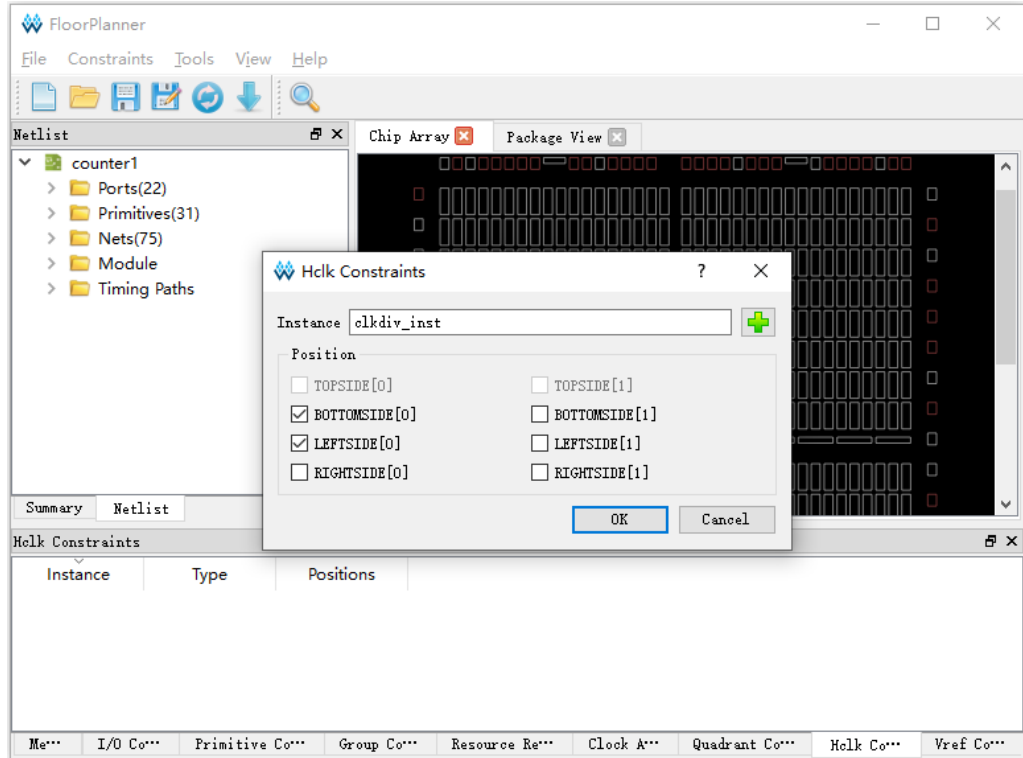 FloorPlanner
File Constraints Tools View Help
Netlist
Chip Array Package View
counter1
Ports(22)
Primitives(31)
Nets(75)
Module
Timing Paths
Hclk Constraints ?
Instance clkdiv_inst
Position
TOPSIDE[0] TOPSIDE[1]
BOTTOMSIDE[0] BOTTOMSIDE[1]
LEFTSIDE[0] LEFTSIDE[1]
RIGHTSIDE[0] RIGHTSIDE[1]
OK Cancel
Summary Netlist
Hclk Constraints
Instance Type Positions
Me··· I/O Co··· Primitive Co··· Group Co··· Resource Re··· Clock A··· Quadrant Co··· Hclk Co··· Vref Co···